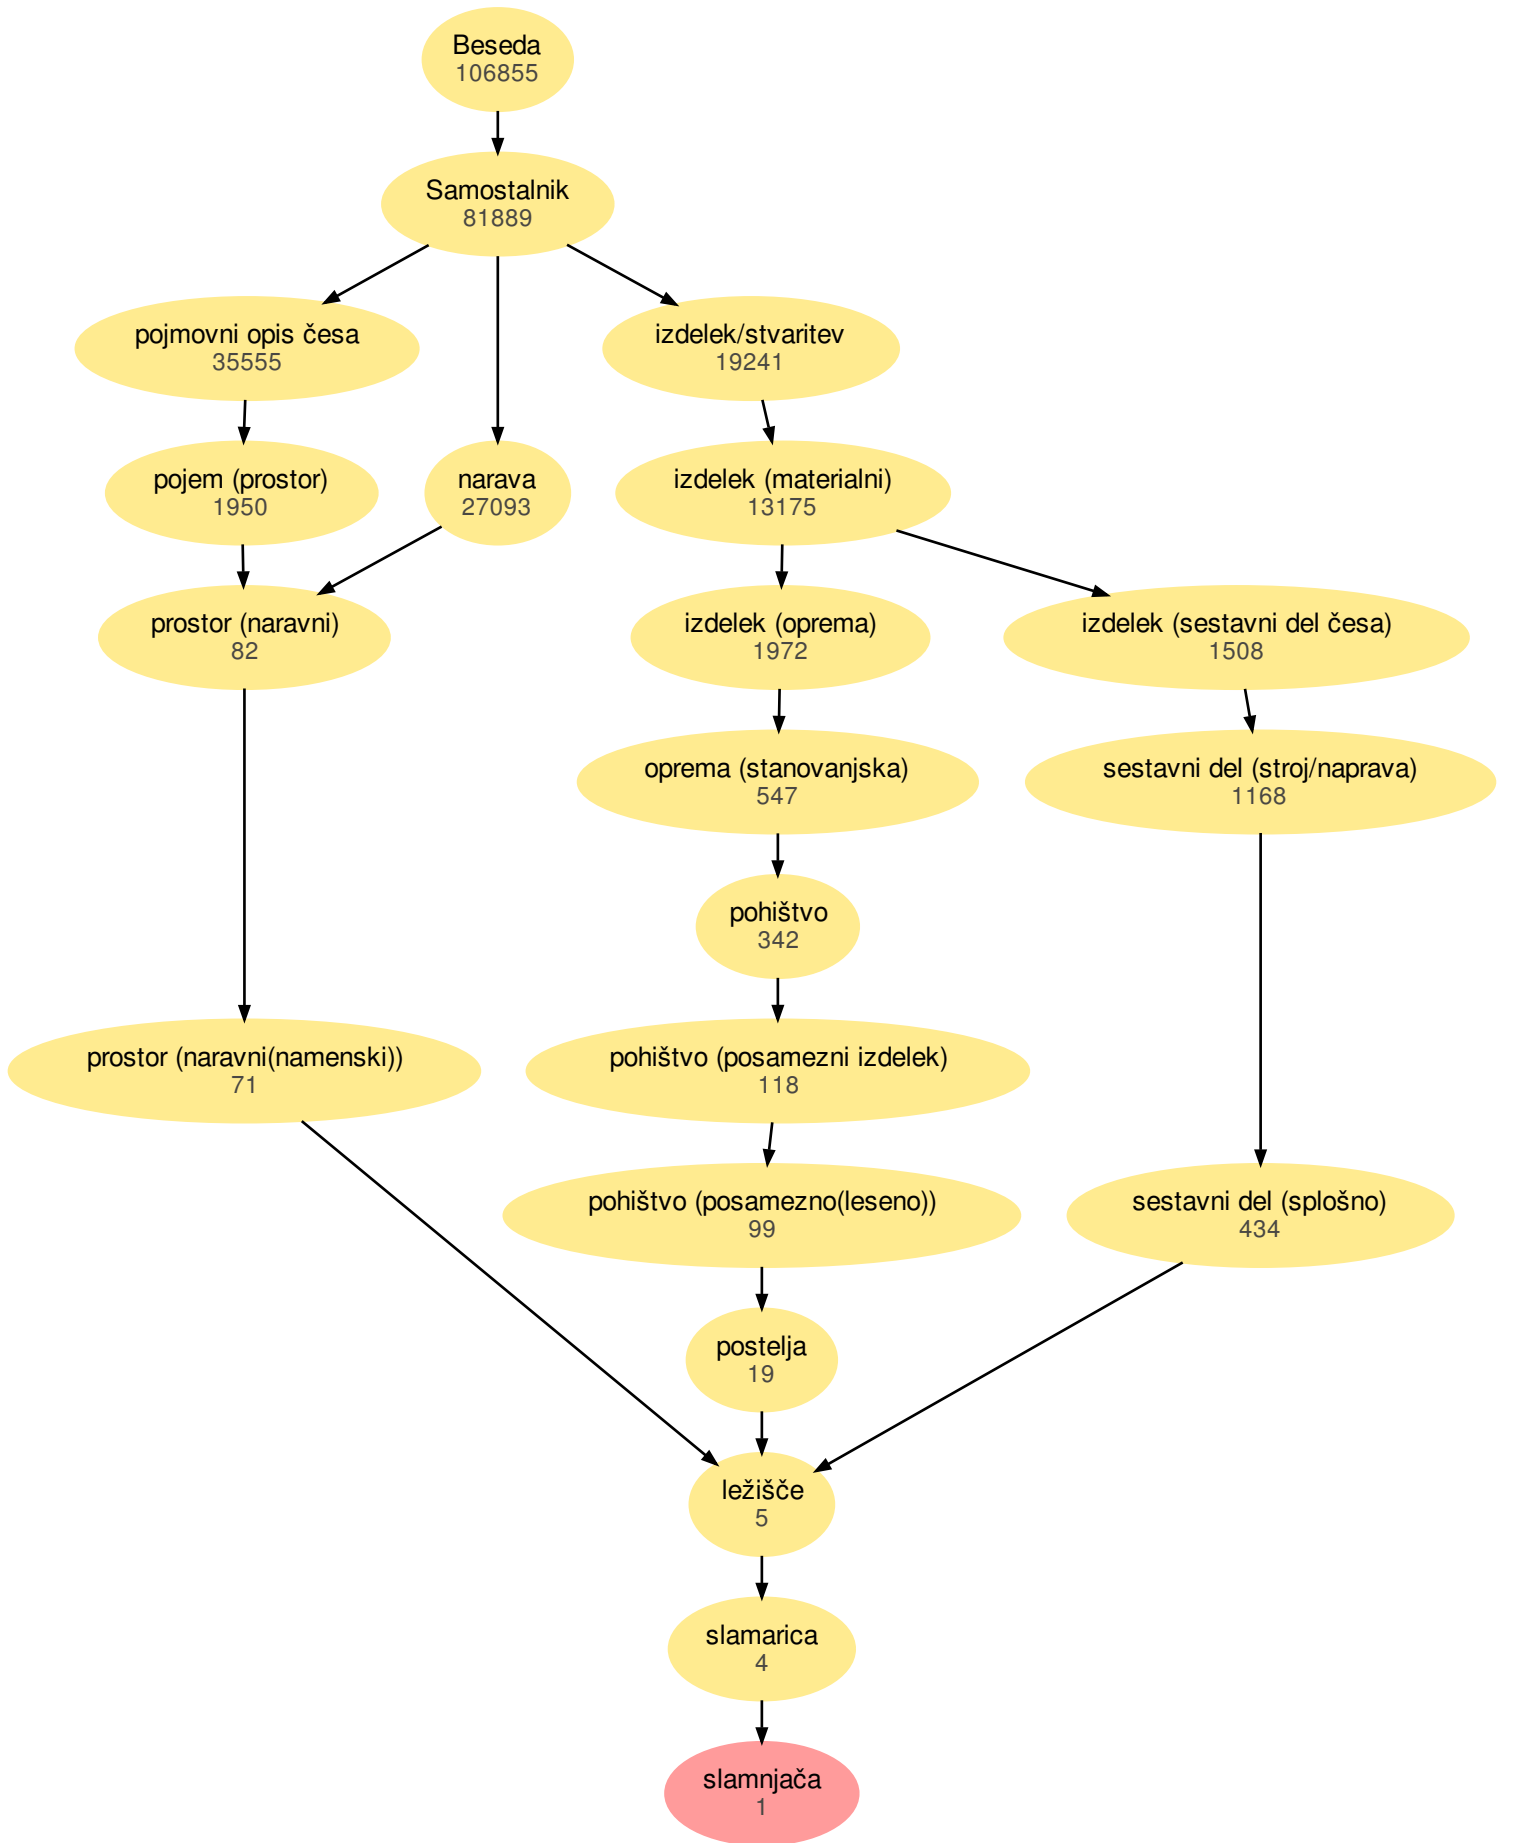 Beseda
106855
Samostalnik
81889
pojmovni opis česa
35555
izdelek/stvaritev
19241
pojem (prostor)
1950
narava
27093
izdelek (materialni)
13175
prostor (naravni)
82
izdelek (oprema)
1972
izdelek (sestavni del česa)
1508
oprema (stanovanjska)
547
sestavni del (stroj/naprava)
1168
pohištvo
342
prostor (naravni(namenski))
71
pohištvo (posamezni izdelek)
118
pohištvo (posamezno(leseno))
99
sestavni del (splošno)
434
postelja
19
ležišče
5
slamarica
4
slamnjača
1